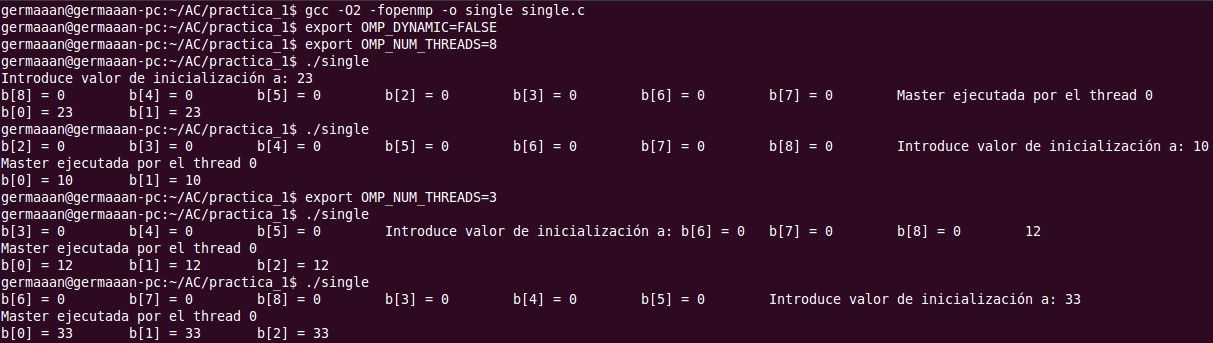 germaaan@germaaan-pc:~/AC/practica_1$ gcc -O2 -fopenmp -o single single.c
germaaan@germaaan-pc:~/AC/practica_1$ export OMP_DYNAMIC=FALSE
germaaan@germaaan-pc:~/AC/practica_1$ export OMP_NUM_THREADS=8
germaaan@germaaan-pc:~/AC/practica_1$ ./single
Introduce valor de inicialización a: 23
b[8] = 0	b[4] = 0	b[5] = 0	b[2] = 0	b[3] = 0	b[6] = 0	b[7] = 0	Master ejecutada por el thread 0
b[0] = 23	b[1] = 23
germaaan@germaaan-pc:~/AC/practica_1$ ./single
b[2] = 0	b[3] = 0	b[4] = 0	b[5] = 0	b[6] = 0	b[7] = 0	b[8] = 0	Introduce valor de inicialización a: 10
Master ejecutada por el thread 0
b[0] = 10	b[1] = 10
germaaan@germaaan-pc:~/AC/practica_1$ export OMP_NUM_THREADS=3
germaaan@germaaan-pc:~/AC/practica_1$ ./single
b[3] = 0	b[4] = 0	b[5] = 0	Introduce valor de inicialización a: b[6] = 0	b[7] = 0	b[8] = 0	12
Master ejecutada por el thread 0
b[0] = 12	b[1] = 12	b[2] = 12
germaaan@germaaan-pc:~/AC/practica_1$ ./single
b[6] = 0	b[7] = 0	b[8] = 0	b[3] = 0	b[4] = 0	b[5] = 0	Introduce valor de inicialización a: 33
Master ejecutada por el thread 0
b[0] = 33	b[1] = 33	b[2] = 33